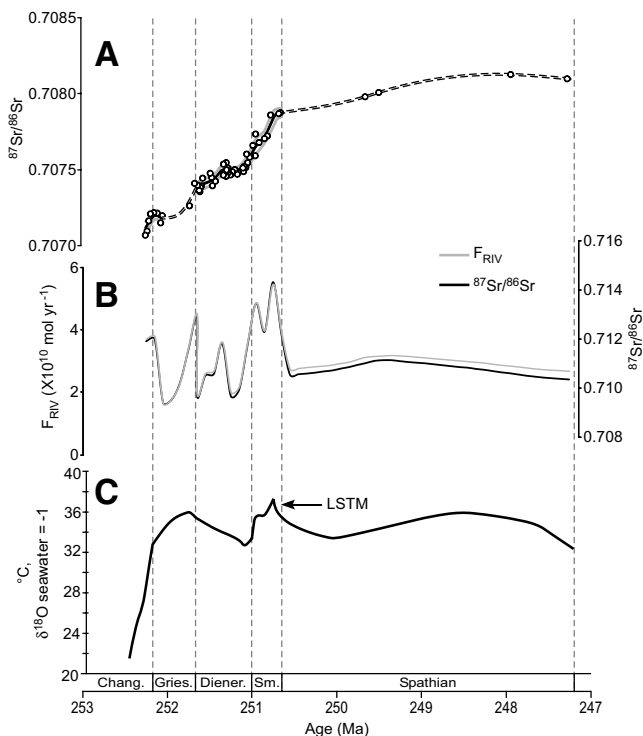 A
⁸⁷Sr/⁸⁶Sr
0.7085
0.7080
0.7075
0.7070
B
F_RIV (X10¹⁰ mol yr⁻¹)
6
4
2
0
F_RIV
⁸⁷Sr/⁸⁶Sr
0.716
0.714
0.712
0.710
0.708
⁸⁷Sr/⁸⁶Sr
C
°C,
δ¹⁸O seawater = -1
40
36
32
28
24
20
LSTM
Chang. Gries. Diener. Sm. Spathian
253 252 251 250 249 248 247
Age (Ma)